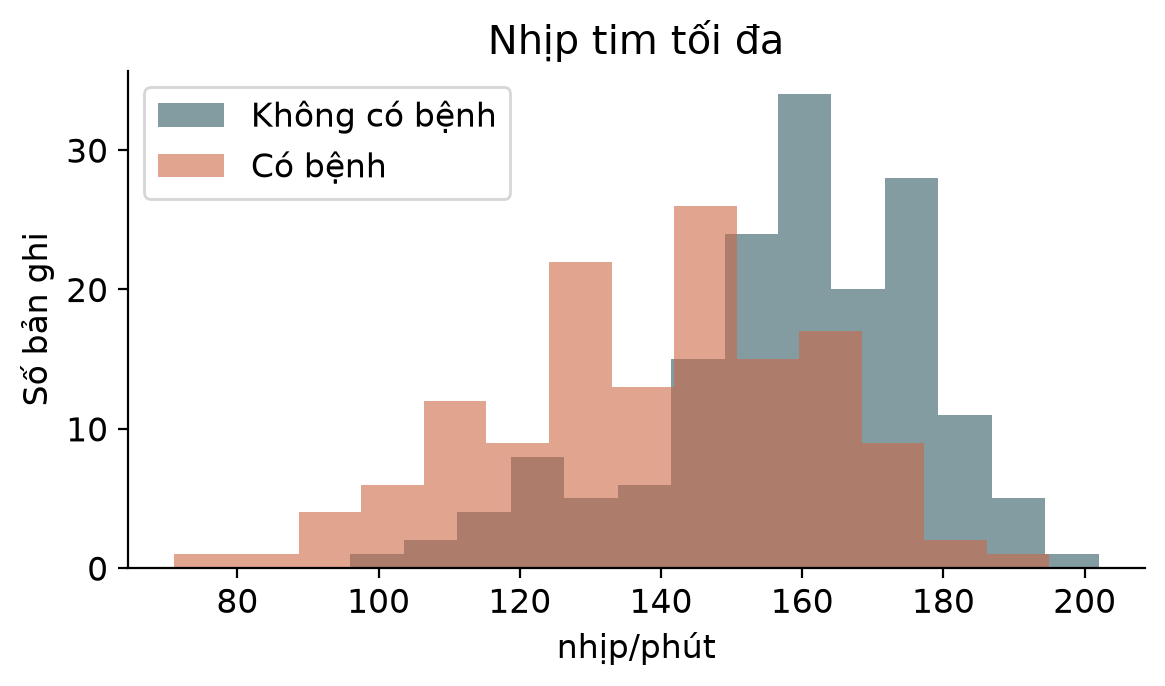 Nhịp tim tối đa
Không có bệnh
Có bệnh
Số bản ghi
30
20
10
0
80 100 120 140 160 180 200
nhịp/phút